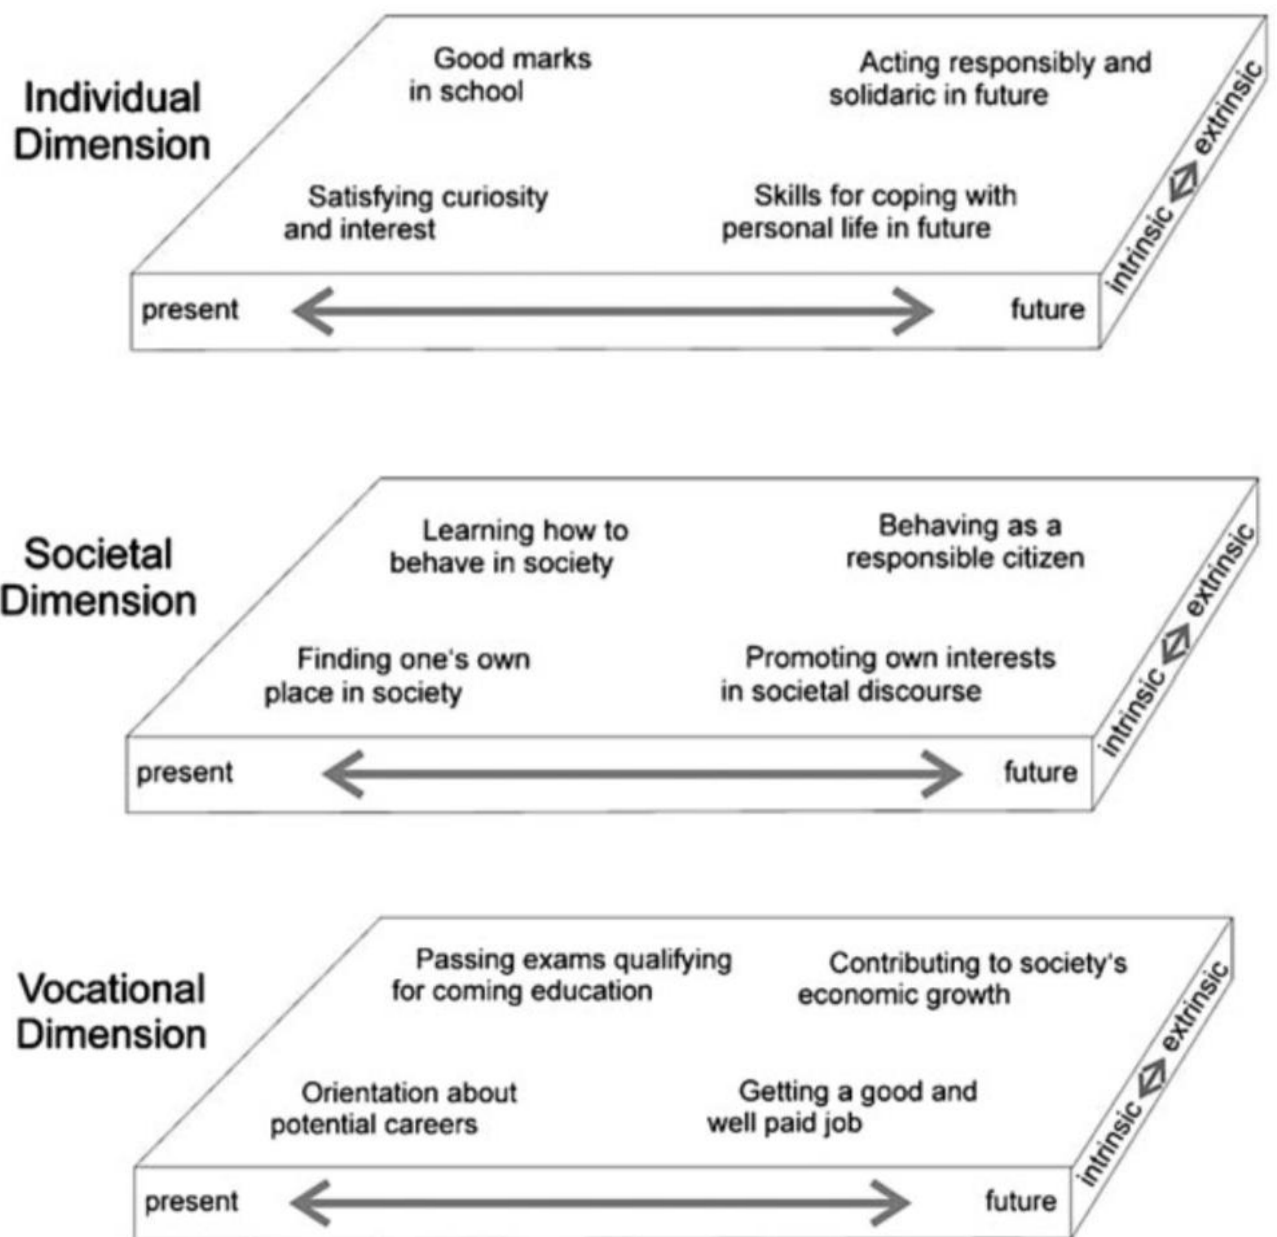 Individual
Dimension
Good marks
in school
Acting responsibly and
solidaric in future
Satisfying curiosity
and interest
Skills for coping with
personal life in future
present
future
intrinsic
extrinsic
Societal
Dimension
Learning how to
behave in society
Behaving as a
responsible citizen
Finding one's own
place in society
Promoting own interests
in societal discourse
present
future
intrinsic
extrinsic
Vocational
Dimension
Passing exams qualifying
for coming education
Contributing to society's
economic growth
Orientation about
potential careers
Getting a good and
well paid job
present
future
intrinsic
extrinsic